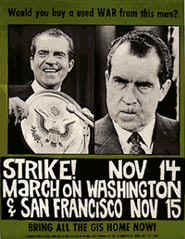 Would you buy a used WAR from this man?
STRIKE! NOV 14
MARCH ON WASHINGTON
& SAN FRANCISCO NOV 15
BRING ALL THE GIS HOME NOW!